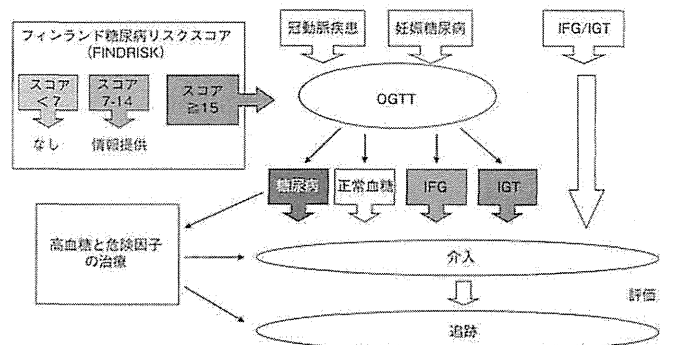 フィンランド糖尿病リスクスコア
(FINDRISK)
スコア
<7
スコア
7-14
スコア
≧15
なし
情報提供
冠動脈疾患
妊娠糖尿病
IFG/IGT
OGTT
糖尿病
正常血糖
IFG
IGT
高血糖と危険因子
の治療
介入
評価
追跡